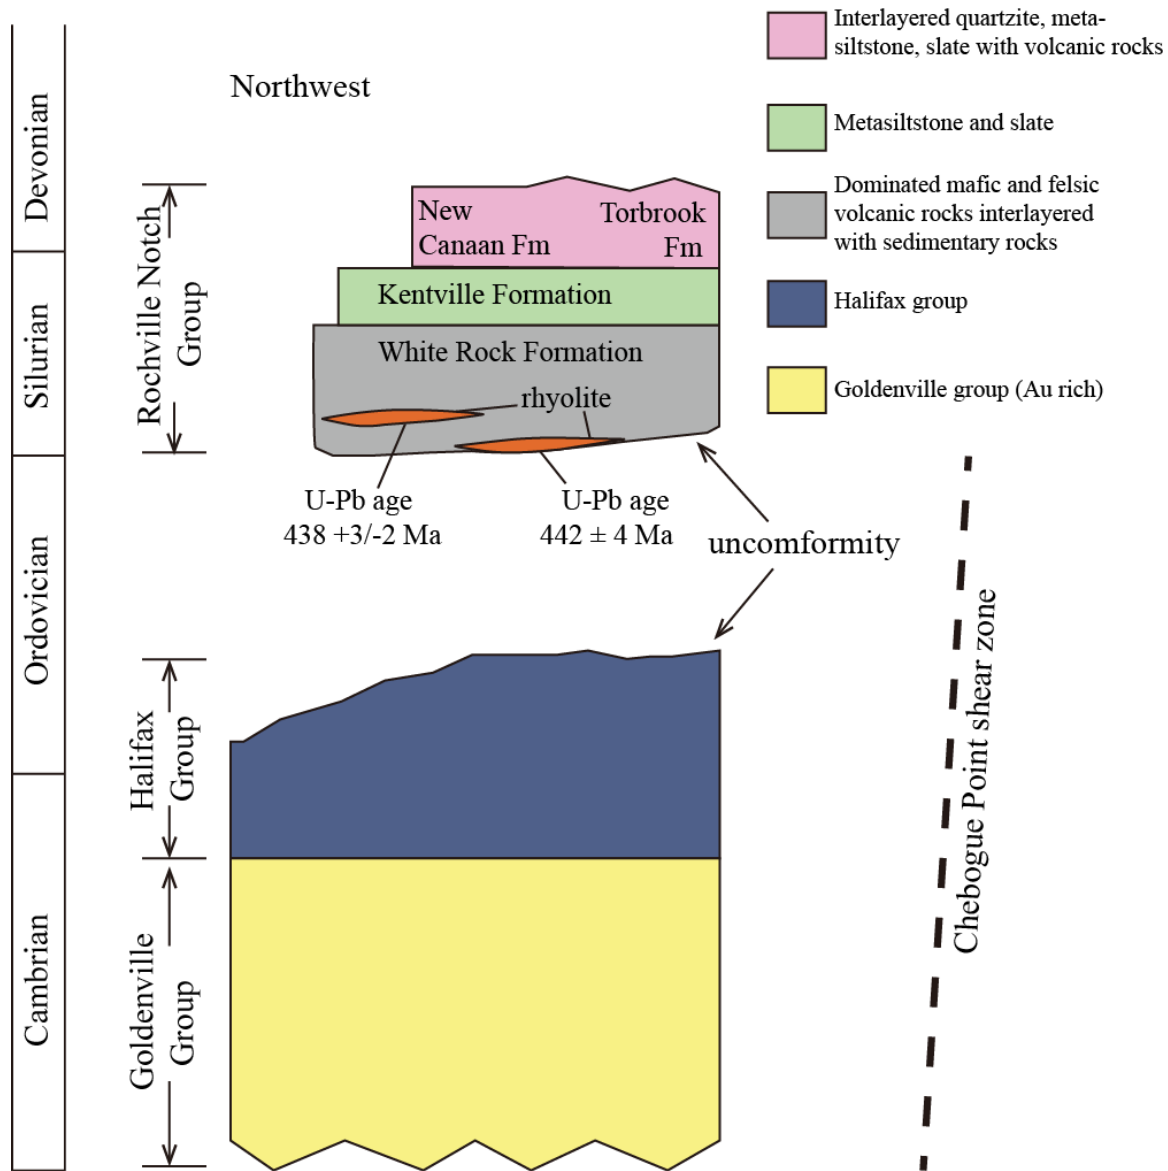 Interlayered quartzite, meta-
siltstone, slate with volcanic rocks
Northwest
Metasiltstone and slate
Dominated mafic and felsic
volcanic rocks interlayered
with sedimentary rocks
Halifax group
Goldenville group (Au rich)
Devonian
Silurian
Ordovician
Cambrian
Rochville Notch
Group
Halifax
Group
Goldenville
Group
New
Canaan Fm
Torbrook
Fm
Kentville Formation
White Rock Formation
rhyolite
U-Pb age
438 +3/-2 Ma
U-Pb age
442 ± 4 Ma
uncomformity
Chebogue Point shear zone